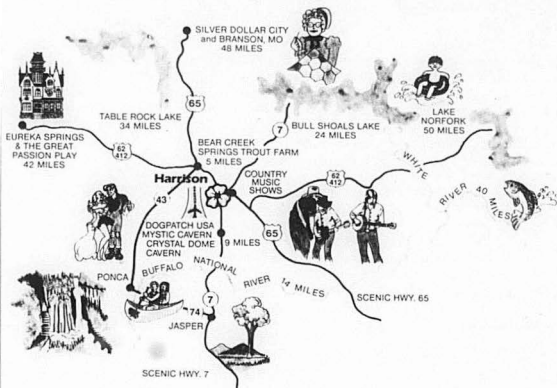 SILVER DOLLAR CITY
and BRANSON, MO
48 MILES
65
TABLE ROCK LAKE
34 MILES
7
BULL SHOALS LAKE
24 MILES
LAKE
NORFORK
50 MILES
EUREKA SPRINGS
& THE GREAT
PASSION PLAY
42 MILES
62
412
BEAR CREEK
SPRINGS TROUT FARM
5 MILES
Harrison
COUNTRY
MUSIC
SHOWS
62
412
WHITE
RIVER 40 MILES
43
DOGPATCH USA
MYSTIC CAVERN
CRYSTAL DOME
CAVERN
9 MILES
65
PONCA
BUFFALO NATIONAL RIVER 14 MILES
SCENIC HWY. 65
74
7
JASPER
SCENIC HWY. 7